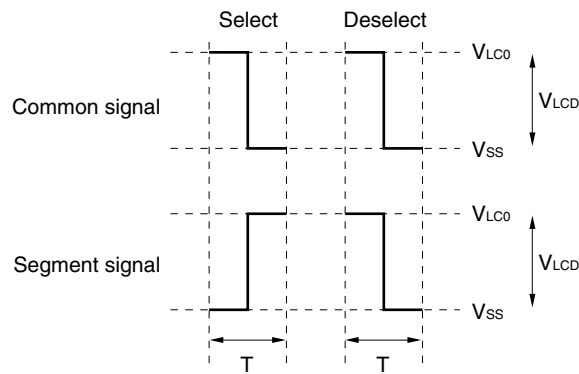 Select Deselect
VLC0
Common signal
VLCD
VSS
VLC0
Segment signal
VLCD
VSS
T T